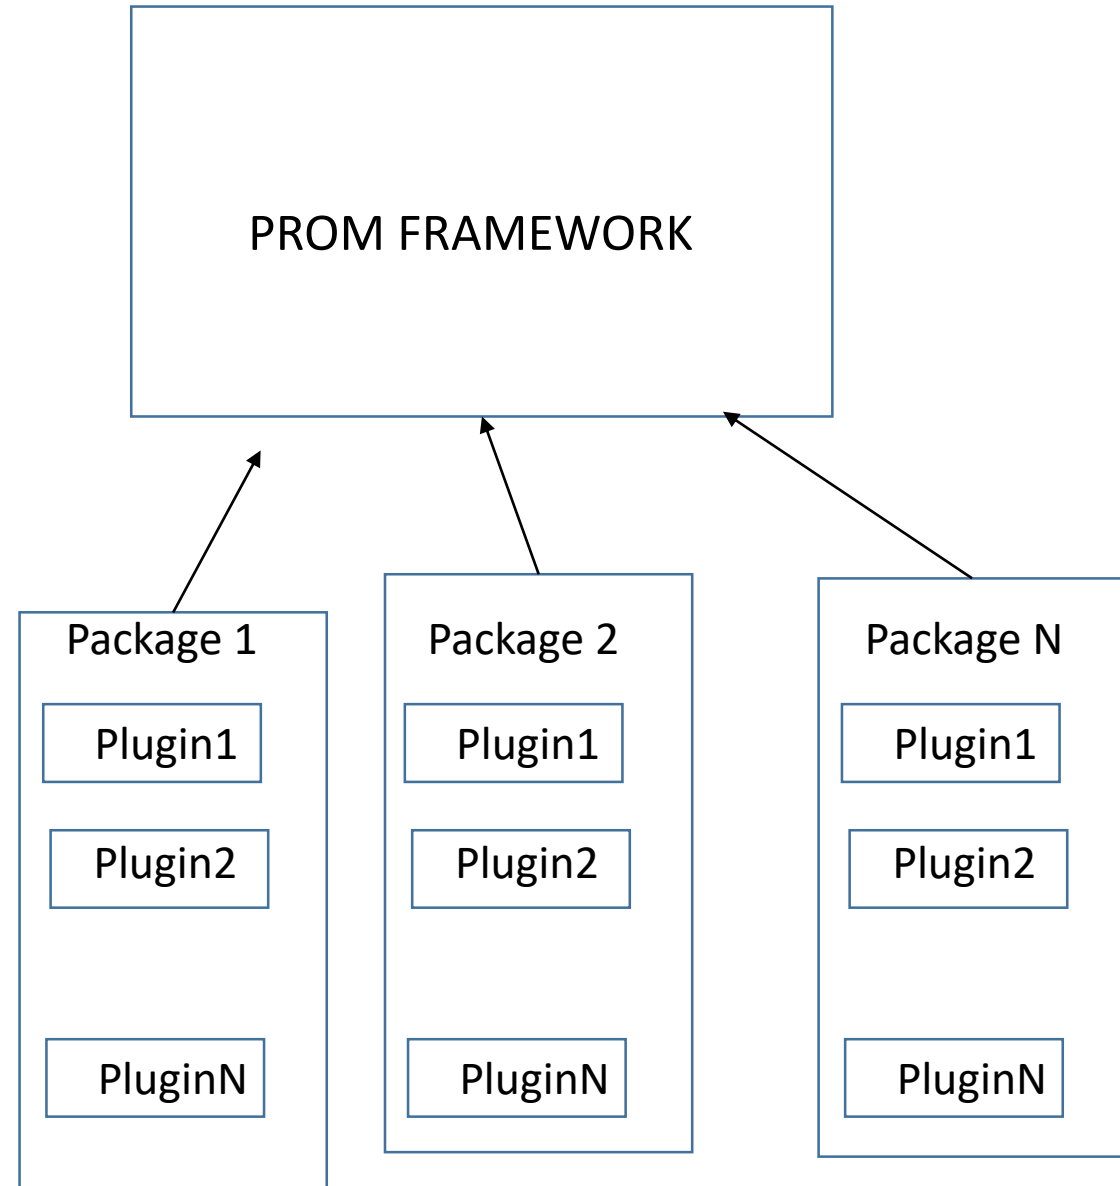 PROM FRAMEWORK
Package 1
Plugin1
Plugin2
PluginN
Package 2
Plugin1
Plugin2
PluginN
Package N
Plugin1
Plugin2
PluginN